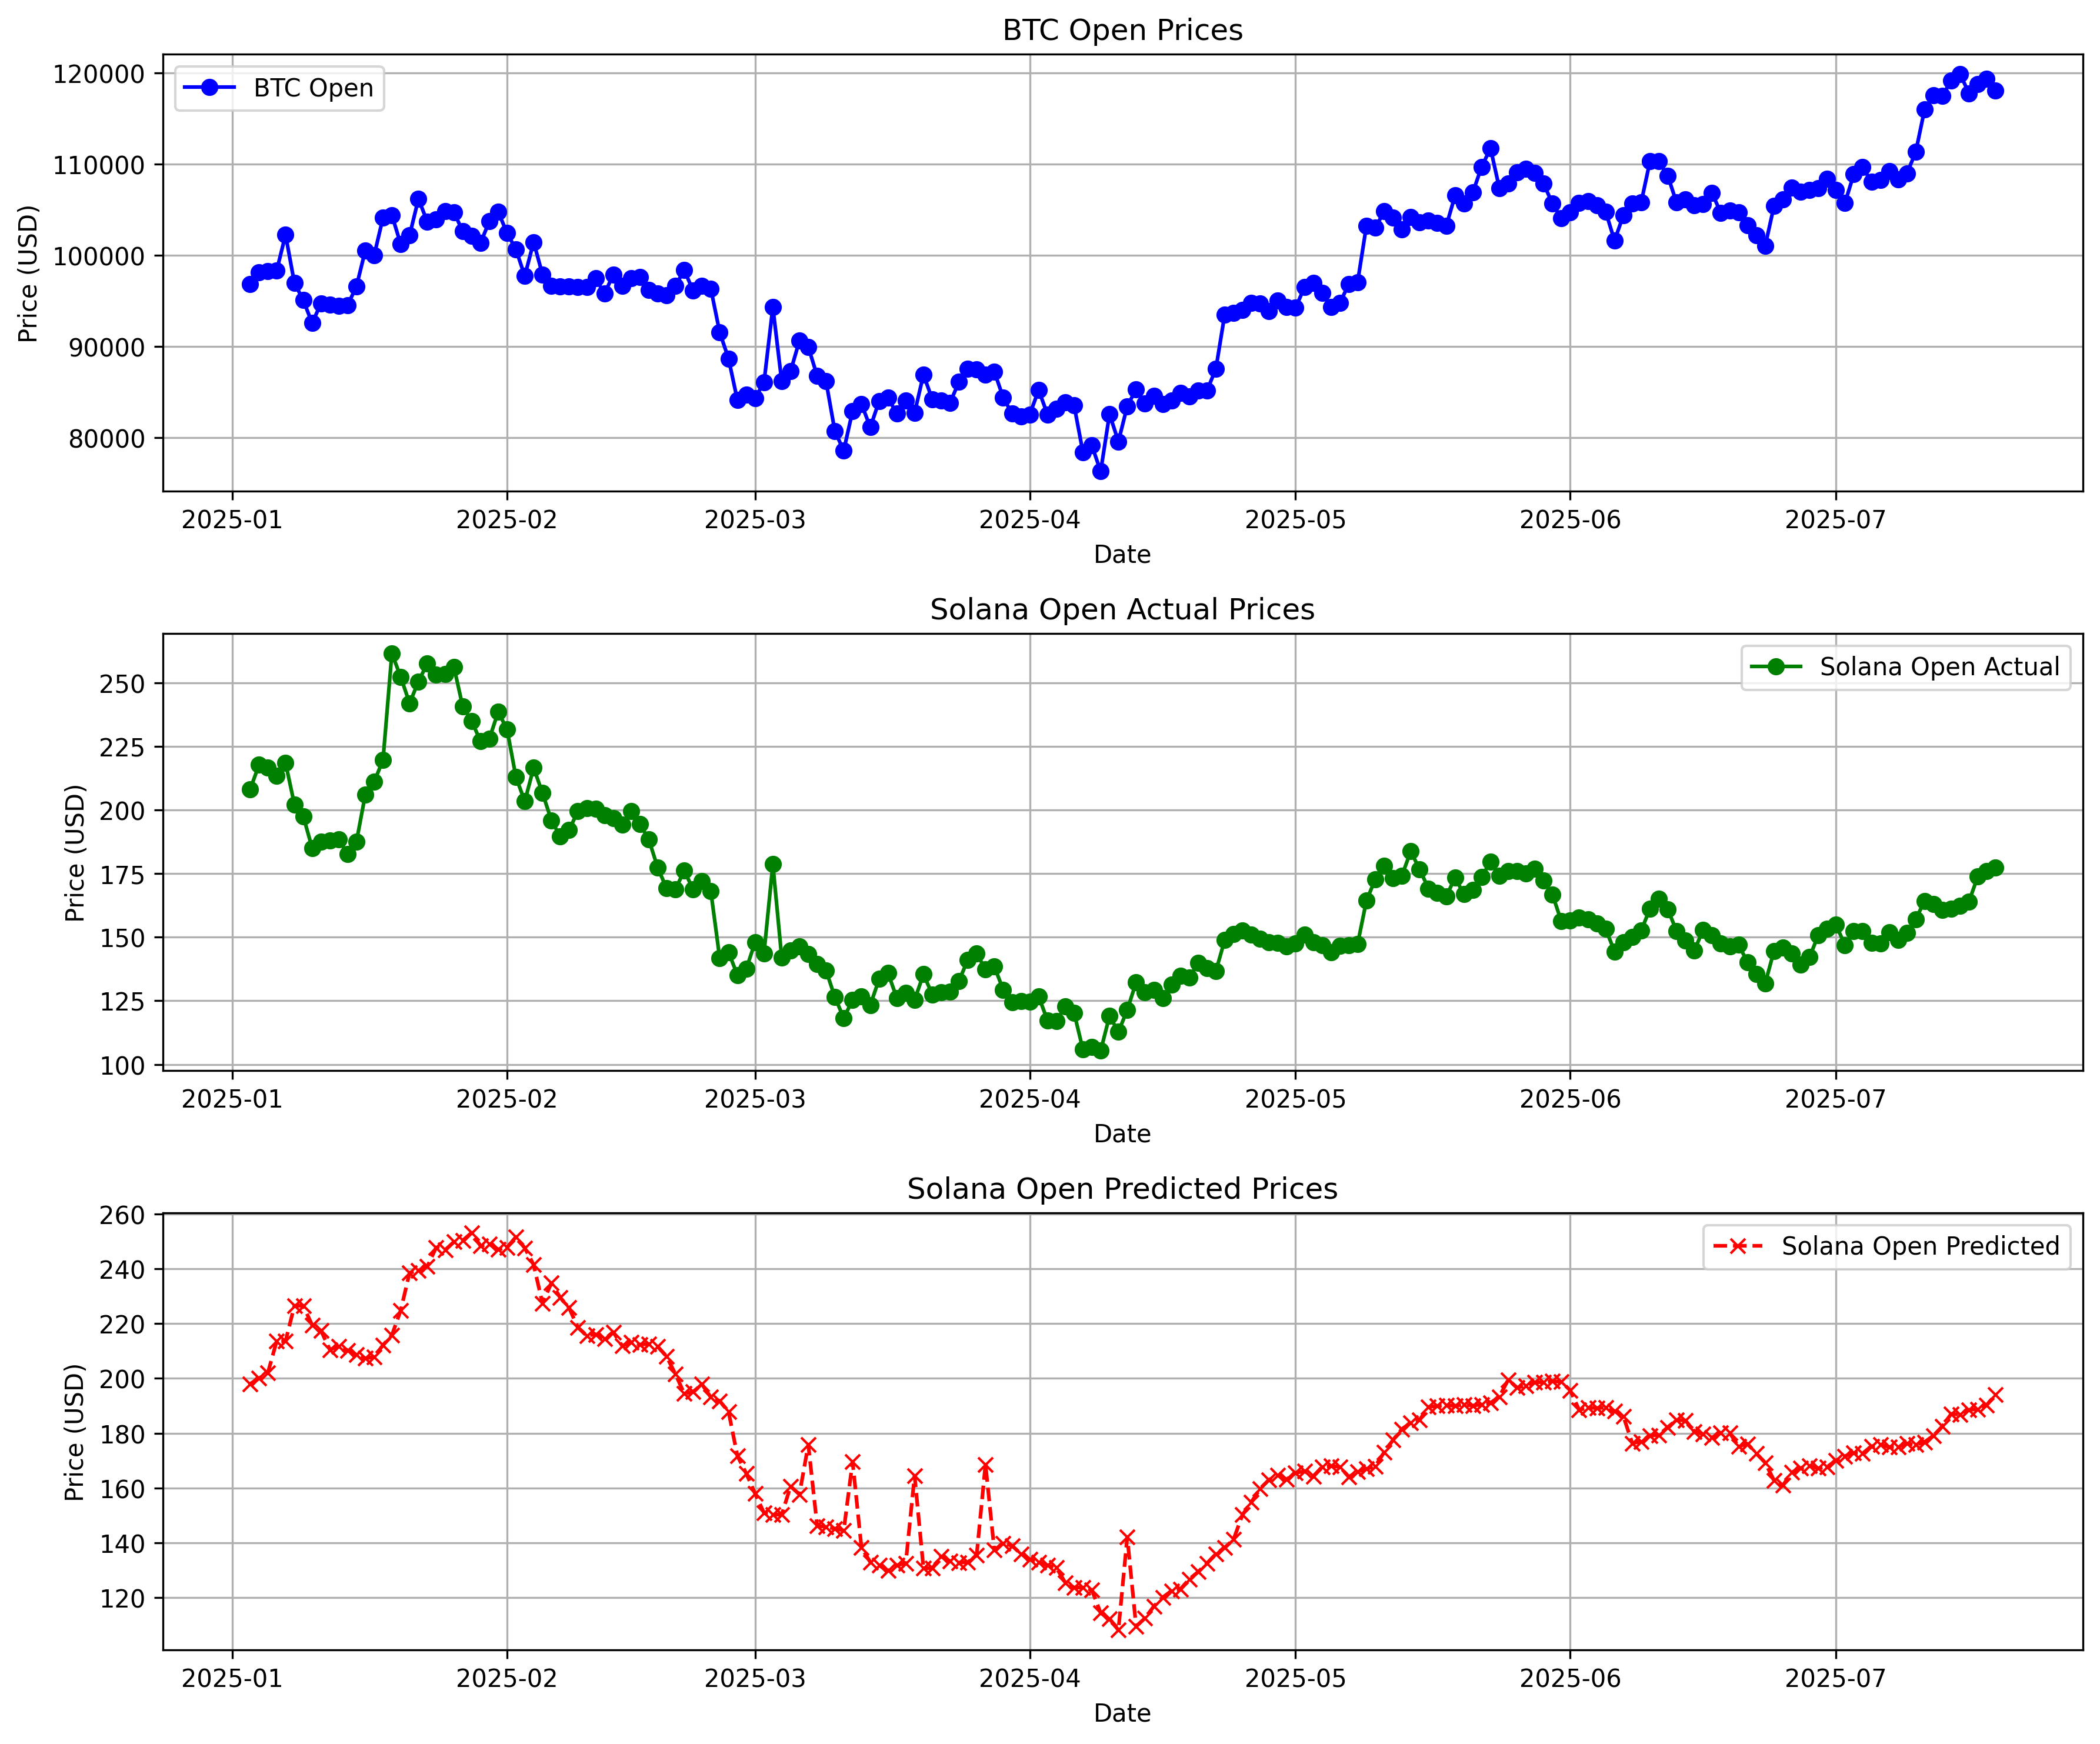 BTC Open Prices
120000
110000
100000
90000
80000
Price (USD)
BTC Open
2025-01 2025-02 2025-03 2025-04 2025-05 2025-06 2025-07
Date
Solana Open Actual Prices
250
225
200
175
150
125
100
Price (USD)
Solana Open Actual
2025-01 2025-02 2025-03 2025-04 2025-05 2025-06 2025-07
Date
Solana Open Predicted Prices
260
240
220
200
180
160
140
120
Price (USD)
Solana Open Predicted
2025-01 2025-02 2025-03 2025-04 2025-05 2025-06 2025-07
Date